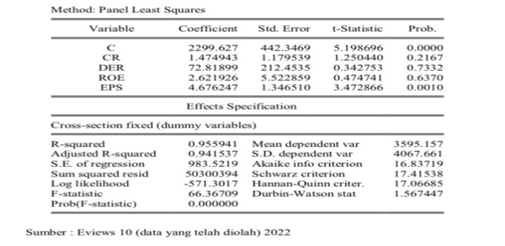 Method: Panel Least Squares
Variable Coefficient Std. Error t-Statistic Prob.
C 2299.627 442.3469 5.198696 0.0000
CR 1.474943 1.179539 1.250440 0.2167
DER 72.81899 212.4535 0.342753 0.7332
ROE 2.621926 5.522859 0.474741 0.6370
EPS 4.676247 1.346510 3.472866 0.0010
Effects Specification
Cross-section fixed (dummy variables)
R-squared 0.955941 Mean dependent var 3595.157
Adjusted R-squared 0.941537 S.D. dependent var 4067.661
S.E. of regression 983.5219 Akaike info criterion 16.83719
Sum squared resid 50300394 Schwarz criterion 17.41538
Log likelihood -571.3017 Hannan-Quinn criter. 17.06685
F-statistic 66.36709 Durbin-Watson stat 1.567447
Prob(F-statistic) 0.000000
Sumber : Eviews 10 (data yang telah diolah) 2022